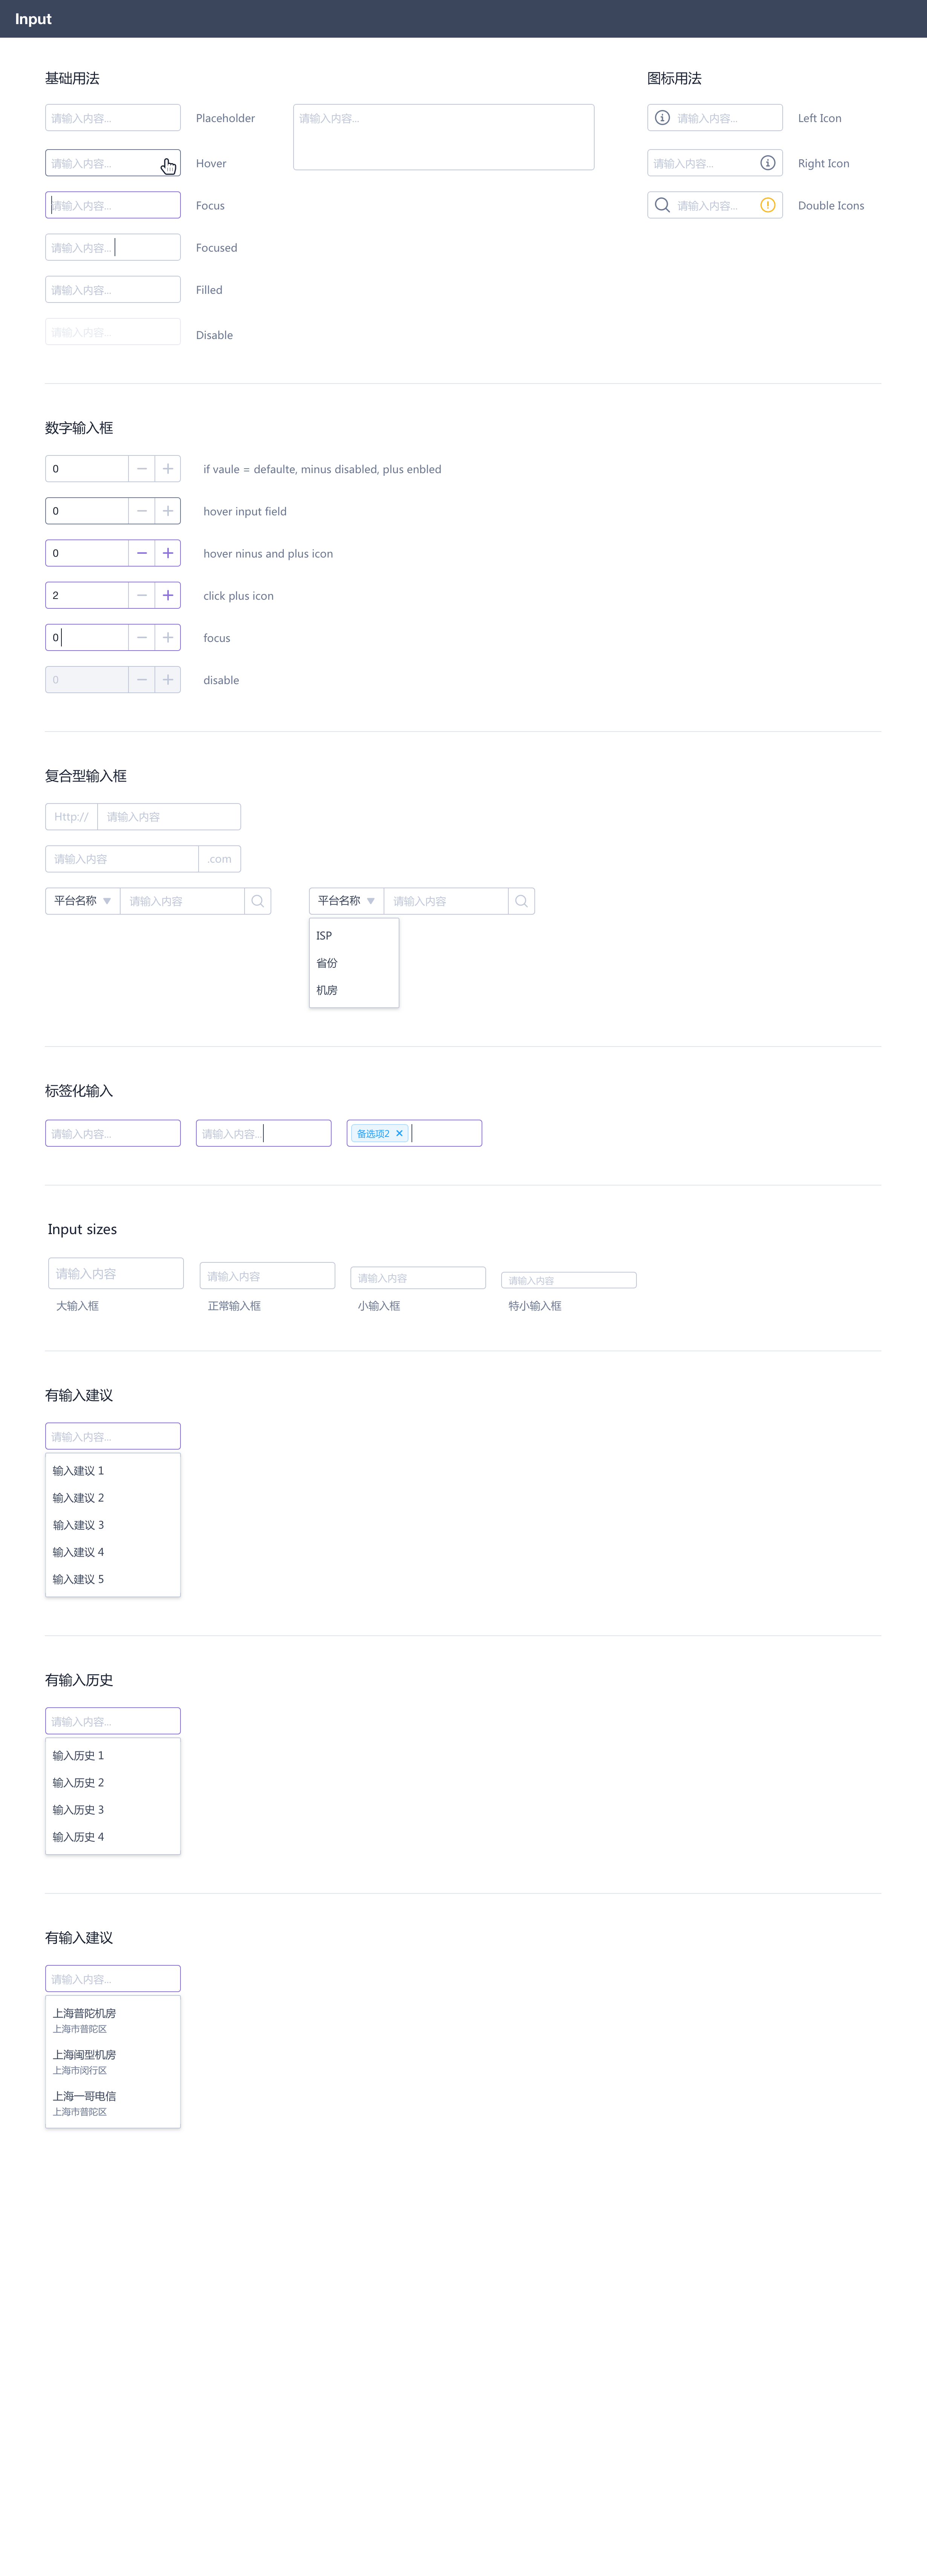 Input
基础用法
请输入内容...
Placeholder
请输入内容...
请输入内容...
Hover
请输入内容...
Focus
请输入内容...
Focused
请输入内容...
Filled
请输入内容...
Disable
图标用法
请输入内容...
Left Icon
请输入内容...
Right Icon
请输入内容...
Double Icons
数字输入框
0
if vaule = defaulte, minus disabled, plus enbled
0
hover input field
0
hover ninus and plus icon
2
click plus icon
0
focus
0
disable
复合型输入框
Http://
请输入内容
请输入内容
.com
平台名称
请输入内容
平台名称
请输入内容
ISP
省份
机房
标签化输入
请输入内容...
请输入内容...
备选项2
Input sizes
请输入内容
请输入内容
请输入内容
请输入内容
大输入框
正常输入框
小输入框
特小输入框
有输入建议
请输入内容...
输入建议 1
输入建议 2
输入建议 3
输入建议 4
输入建议 5
有输入历史
请输入内容...
输入历史 1
输入历史 2
输入历史 3
输入历史 4
有输入建议
请输入内容...
上海普陀机房
上海市普陀区
上海闽型机房
上海市闵行区
上海一哥电信
上海市普陀区